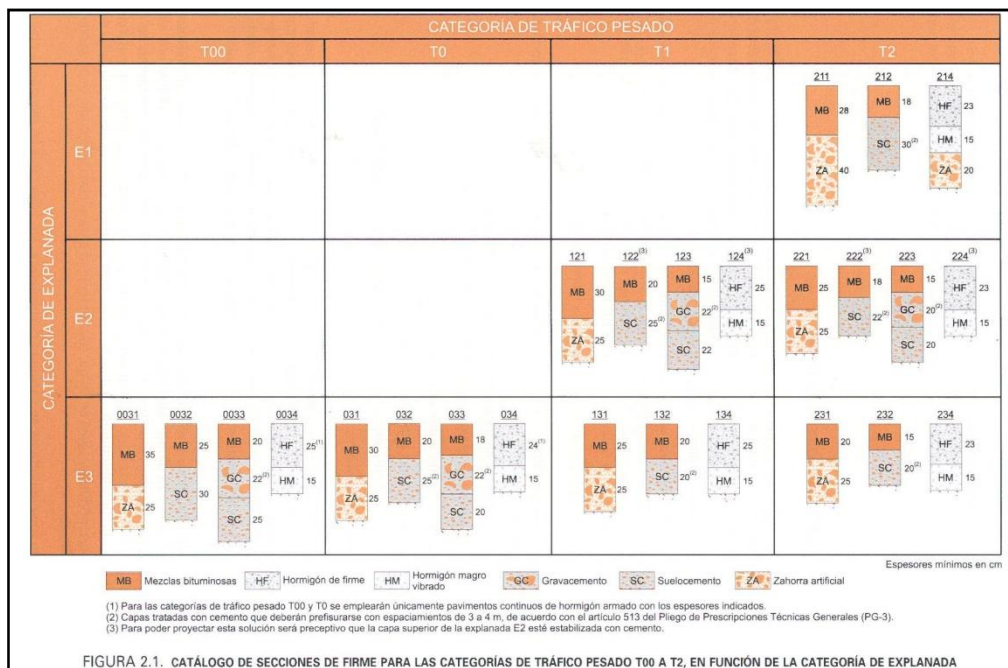 CATEGORÍA DE TRÁFICO PESADO
T00 T0 T1 T2
CATEGORÍA DE EXPLANADA
E1
211 212 214
MB 28 MB 18 HF 23
ZA 40 SC 30(2) HM 15
ZA 20
E2
121 122(3) 123 124(3) 221 222(3) 223 224(3)
MB 30 MB 20 MB 15 HF 25 MB 25 MB 18 MB 15 HF 23
ZA 25 SC 25(2) GC 22(2) HM 15 ZA 25 SC 22(2) GC 20(2) HM 15
SC 22 SC 20
E3
0031 0032 0033 0034 031 032 033 034 131 132 134 231 232 234
MB 35 MB 25 MB 20 HF 25(1) MB 30 MB 20 MB 18 HF 24(1) MB 25 MB 20 HF 25 MB 20 MB 15 HF 23
ZA 25 SC 30 GC 22(2) HM 15 ZA 25 SC 25(2) GC 22(2) HM 15 ZA 25 SC 20(2) HM 15 ZA 25 SC 20(2) HM 15
SC 25 SC 20
Espesores mínimos en cm
MB Mezclas bituminosas HF Hormigón de firme HM Hormigón magro vibrado GC Gravacemento SC Suelocemento ZA Zahorra artificial
(1) Para las categorías de tráfico pesado T00 y T0 se emplearán únicamente pavimentos continuos de hormigón armado con los espesores indicados.
(2) Capas tratadas con cemento que deberán prefisurarse con espaciamientos de 3 a 4 m, de acuerdo con el artículo 513 del Pliego de Prescripciones Técnicas Generales (PG-3).
(3) Para poder proyectar esta solución será preceptivo que la capa superior de la explanada E2 esté estabilizada con cemento.
FIGURA 2.1. CATÁLOGO DE SECCIONES DE FIRME PARA LAS CATEGORÍAS DE TRÁFICO PESADO T00 A T2, EN FUNCIÓN DE LA CATEGORÍA DE EXPLANADA